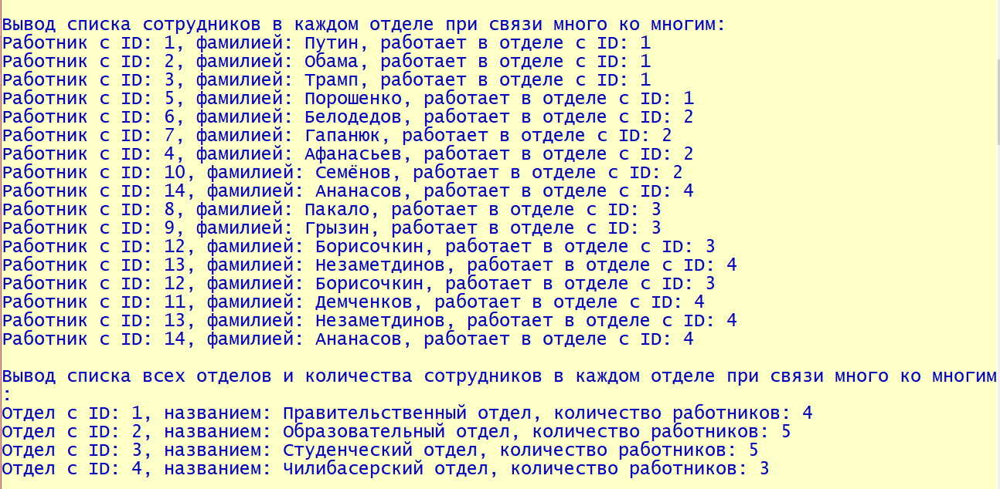 Вывод списка сотрудников в каждом отделе при связи много ко многим:
Работник с ID: 1, фамилией: Путин, работает в отделе с ID: 1
Работник с ID: 2, фамилией: Обама, работает в отделе с ID: 1
Работник с ID: 3, фамилией: Трамп, работает в отделе с ID: 1
Работник с ID: 5, фамилией: Порошенко, работает в отделе с ID: 1
Работник с ID: 6, фамилией: Белодедов, работает в отделе с ID: 2
Работник с ID: 7, фамилией: Гапанюк, работает в отделе с ID: 2
Работник с ID: 4, фамилией: Афанасьев, работает в отделе с ID: 2
Работник с ID: 10, фамилией: Семёнов, работает в отделе с ID: 2
Работник с ID: 14, фамилией: Ананасов, работает в отделе с ID: 4
Работник с ID: 8, фамилией: Пакало, работает в отделе с ID: 3
Работник с ID: 9, фамилией: Грызин, работает в отделе с ID: 3
Работник с ID: 12, фамилией: Борисочкин, работает в отделе с ID: 3
Работник с ID: 13, фамилией: Незаметдинов, работает в отделе с ID: 4
Работник с ID: 12, фамилией: Борисочкин, работает в отделе с ID: 3
Работник с ID: 11, фамилией: Демченков, работает в отделе с ID: 4
Работник с ID: 13, фамилией: Незаметдинов, работает в отделе с ID: 4
Работник с ID: 14, фамилией: Ананасов, работает в отделе с ID: 4
Вывод списка всех отделов и количества сотрудников в каждом отделе при связи много ко многим
:
Отдел с ID: 1, названием: Правительственный отдел, количество работников: 4
Отдел с ID: 2, названием: Образовательный отдел, количество работников: 5
Отдел с ID: 3, названием: Студенческий отдел, количество работников: 5
Отдел с ID: 4, названием: Чилибасерский отдел, количество работников: 3